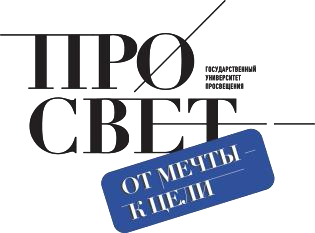 ПРО
СВЕТ
ГОСУДАРСТВЕННЫЙ
УНИВЕРСИТЕТ
ПРОСВЕЩЕНИЯ
ОТ МЕЧТЫ
К ЦЕЛИ